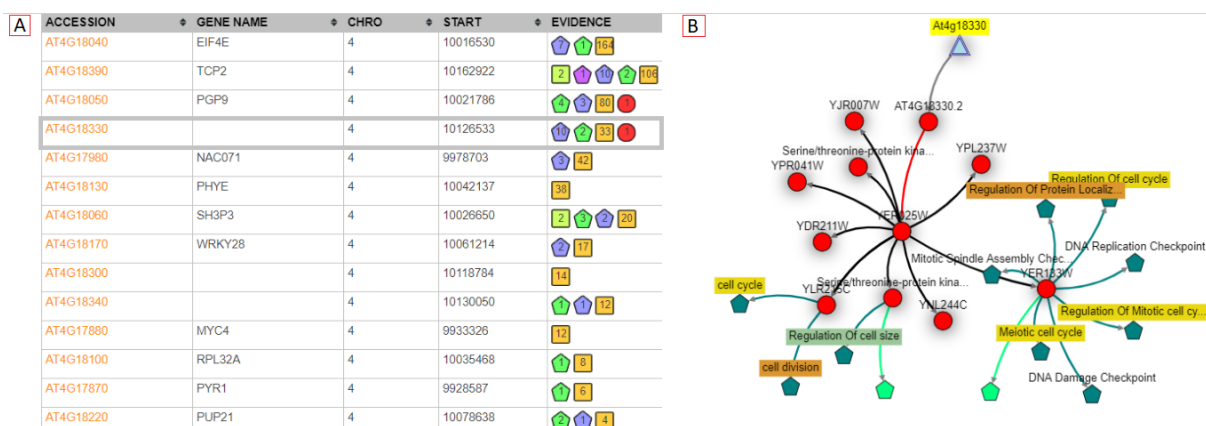 A
ACCESSION GENE NAME CHRO START EVIDENCE
AT4G18040 EIF4E 4 10016530 7 1 164
AT4G18390 TCP2 4 10162922 2 1 10 2 106
AT4G18050 PGP9 4 10021786 4 3 80 1
AT4G18330 4 10126533 10 2 33 1
AT4G17980 NAC071 4 9978703 3 42
AT4G18130 PHYE 4 10042137 38
AT4G18060 SH3P3 4 10026650 2 3 2 20
AT4G18170 WRKY28 4 10061214 2 17
AT4G18300 4 10118784 14
AT4G18340 4 10130050 1 1 12
AT4G17880 MYC4 4 9933326 12
AT4G18100 RPL32A 4 10035468 1 8
AT4G17870 PYR1 4 9928587 1 6
AT4G18220 PUP21 4 10078638 2 1 4
B
At4g18330
YJR007W
AT4G18330.2
Serine/threonine-protein kina...
YPL237W
YPR041W
Regulation Of cell cycle
Regulation Of Protein Localiz...
YER025W
YDR211W
DNA Replication Checkpoint
Mitotic Spindle Assembly Chec...
YER133W
Serine/threonine-protein kina...
cell cycle
YNL244C
Regulation Of Mitotic cell cy...
Regulation Of cell size
Meiotic cell cycle
cell division
DNA Damage Checkpoint